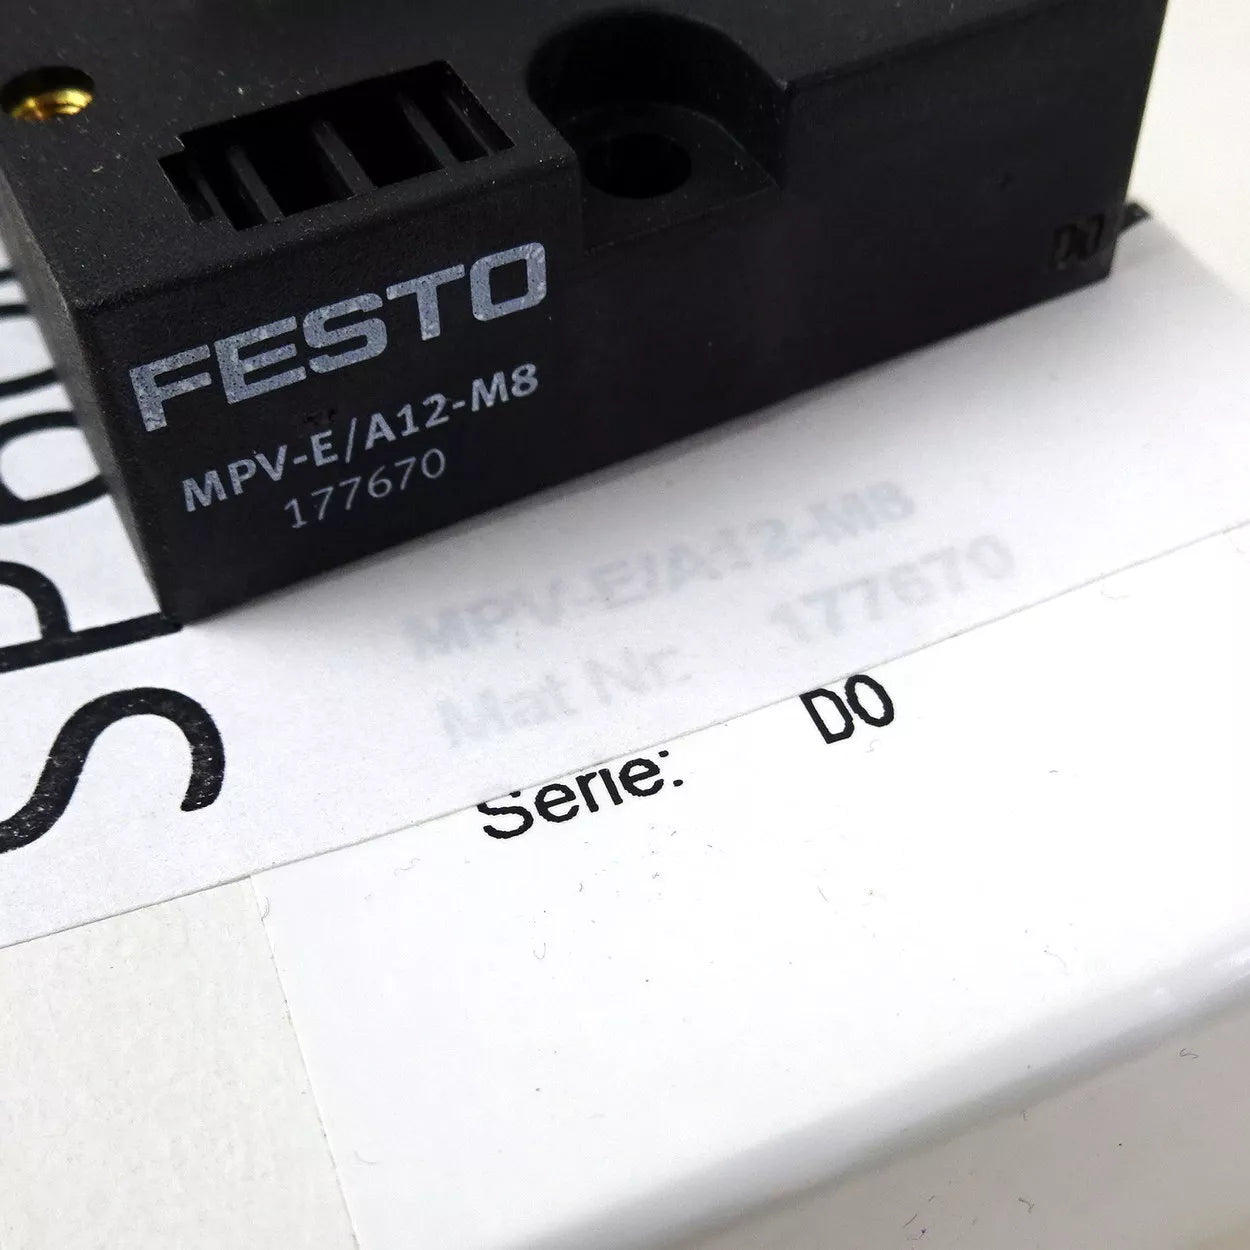 FESTO
MPV-E/A12-M8
177670
D0
MPV-E/A12-M8
Mat Nr. 177670
Serie: D0